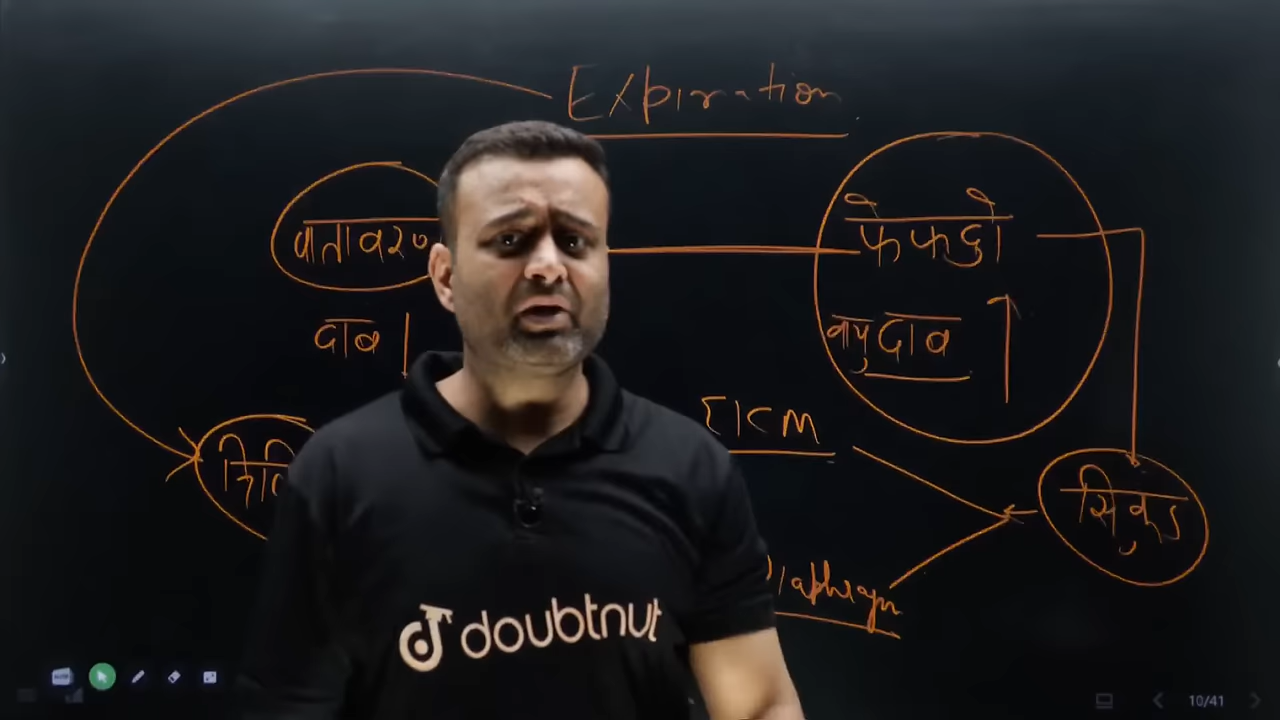 Expiration
वातावरण
फेफड़ो
दाब
वायुदाब
EICM
सिकुड
doubtnut
10/41